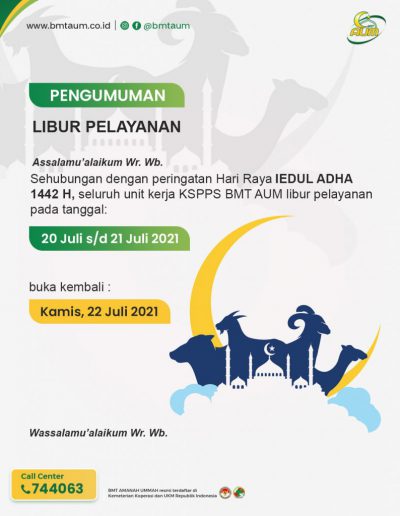 www.bmtaum.co.id | @bmtaum
AUM
PENGUMUMAN
LIBUR PELAYANAN
Assalamu'alaikum Wr. Wb.
Sehubungan dengan peringatan Hari Raya IEDUL ADHA
1442 H, seluruh unit kerja KSPPS BMT AUM libur pelayanan
pada tanggal:
20 Juli s/d 21 Juli 2021
buka kembali :
Kamis, 22 Juli 2021
Wassalamu'alaikum Wr. Wb.
Call Center
744063
BMT AMANAH UMMAH resmi terdaftar di
Kemeterian Koperasi dan UKM Republik Indonesia